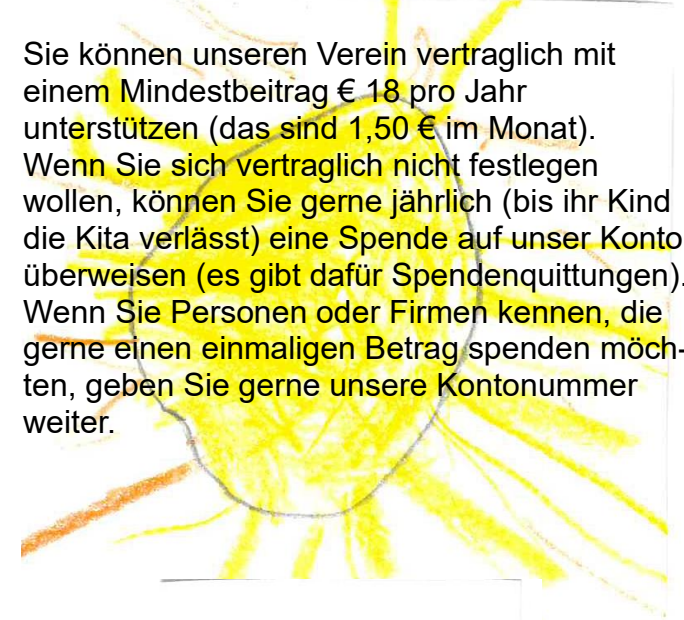 Sie können unseren Verein vertraglich mit
einem Mindestbeitrag € 18 pro Jahr
unterstützen (das sind 1,50 € im Monat).
Wenn Sie sich vertraglich nicht festlegen
wollen, können Sie gerne jährlich (bis ihr Kind
die Kita verlässt) eine Spende auf unser Konto
überweisen (es gibt dafür Spendenquittungen).
Wenn Sie Personen oder Firmen kennen, die
gerne einen einmaligen Betrag spenden möch-
ten, geben Sie gerne unsere Kontonummer
weiter.